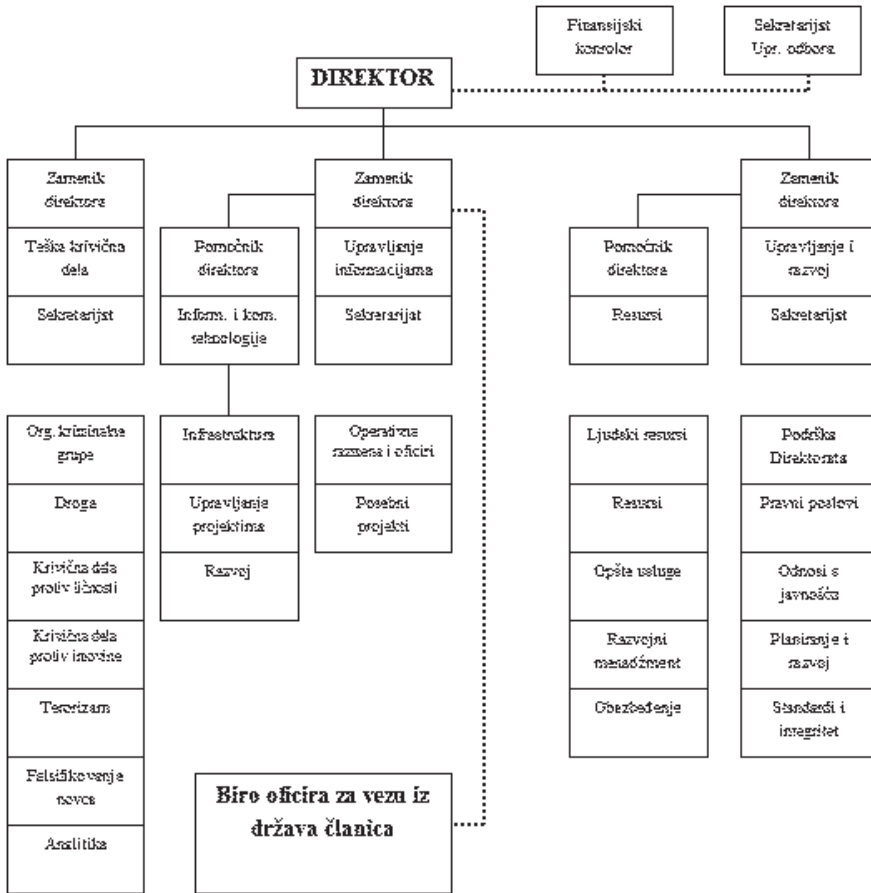 Finansijski
konrolor
Sekretarijat
Upr. odbora
DIREKTOR
Zamenik
direktora
Teška krivična
dela
Sekretarijat
Pomoćnik
direktora
Inform. i kom.
tehnologije
Zamenik
direktora
Upravljanje
informacijama
Sekretarijat
Pomoćnik
direktora
Resursi
Zamenik
direktora
Upravljanje i
razvoj
Sekretarijat
Org. kriminalne
grupe
Droga
Krivična dela
protiv ličnosti
Krivična dela
protiv imovine
Terorizam
Falsifikovanje
novca
Analitika
Infrastruktura
Upravljanje
projektima
Razvoj
Operativna
razmena i oficiri
Posebni
projekti
Ljudski resursi
Resursi
Opšte usluge
Razvojni
menadžment
Obezbeđenje
Podrška
Direktorata
Pravni poslovi
Odnosi s
javnošću
Planiranje i
razvoj
Standardi i
integritet
Biro oficira za vezu iz
država članica